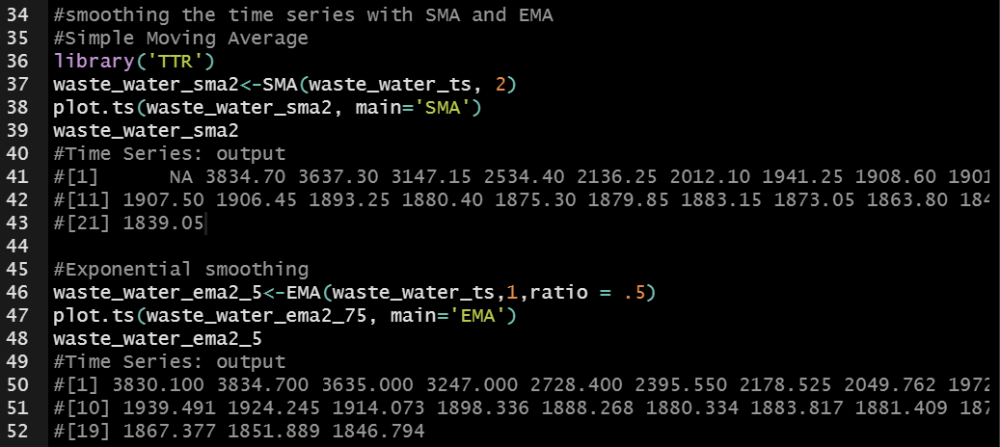 34 #smoothing the time series with SMA and EMA
35 #Simple Moving Average
36 library('TTR')
37 waste_water_sma2<-SMA(waste_water_ts, 2)
38 plot.ts(waste_water_sma2, main='SMA')
39 waste_water_sma2
40 #Time Series: output
41 #[1]      NA 3834.70 3637.30 3147.15 2534.40 2136.25 2012.10 1941.25 1908.60 1901
42 #[11] 1907.50 1906.45 1893.25 1880.40 1875.30 1879.85 1883.15 1873.05 1863.80 184
43 #[21] 1839.05
44
45 #Exponential smoothing
46 waste_water_ema2_5<-EMA(waste_water_ts,1,ratio = .5)
47 plot.ts(waste_water_ema2_75, main='EMA')
48 waste_water_ema2_5
49 #Time Series: output
50 #[1] 3830.100 3834.700 3635.000 3247.000 2728.400 2395.550 2178.525 2049.762 1972
51 #[10] 1939.491 1924.245 1914.073 1898.336 1888.268 1880.334 1883.817 1881.409 187
52 #[19] 1867.377 1851.889 1846.794